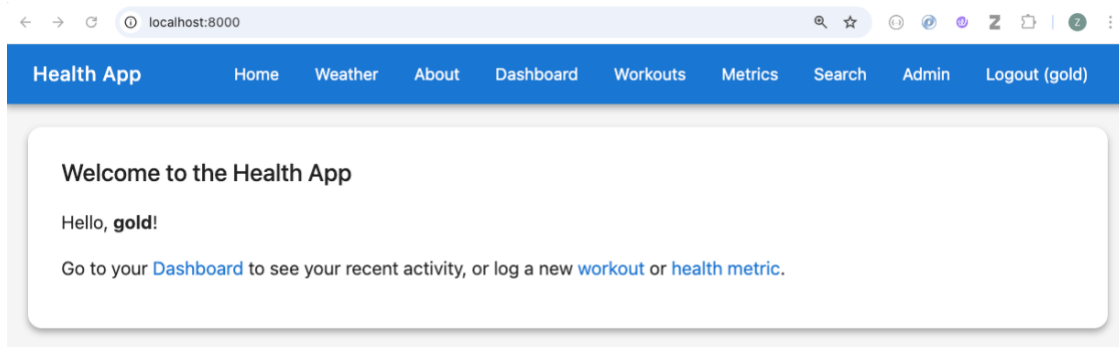 localhost:8000
Z
Z
Health App Home Weather About Dashboard Workouts Metrics Search Admin Logout (gold)
Welcome to the Health App
Hello, gold!
Go to your Dashboard to see your recent activity, or log a new workout or health metric.